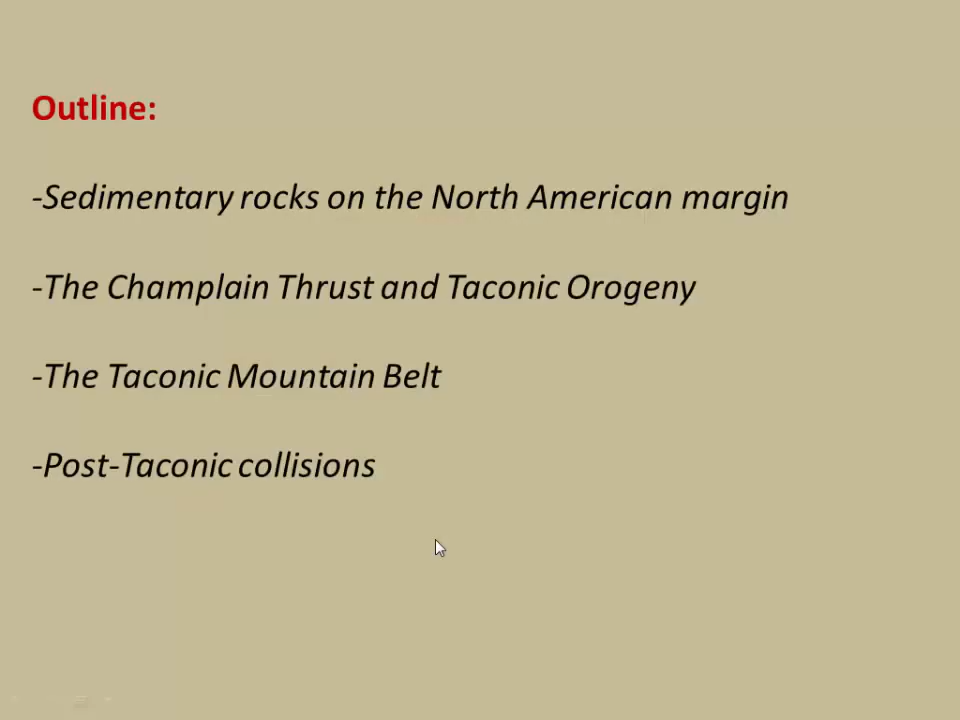 Outline:
-Sedimentary rocks on the North American margin
-The Champlain Thrust and Taconic Orogeny
-The Taconic Mountain Belt
-Post-Taconic collisions